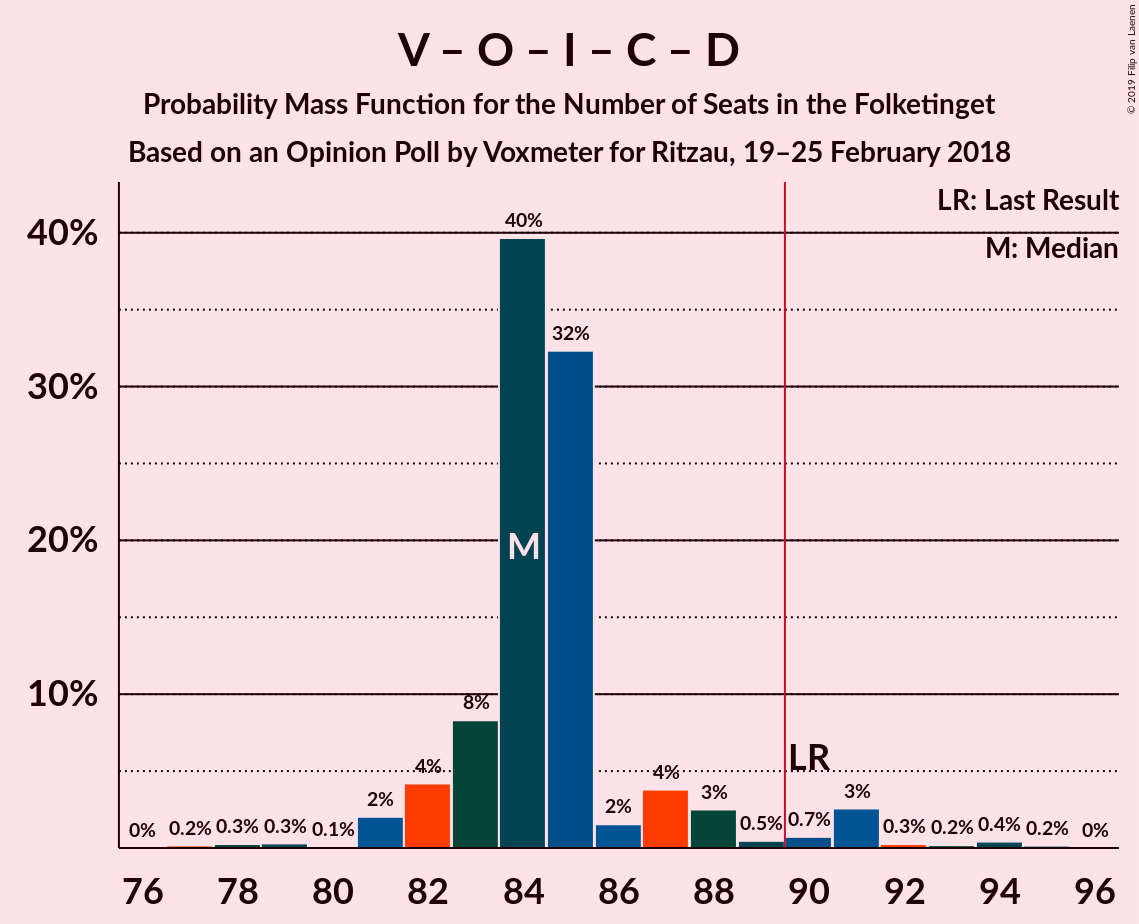 V – O – I – C – D
Probability Mass Function for the Number of Seats in the Folketinget
Based on an Opinion Poll by Voxmeter for Ritzau, 19–25 February 2018
© 2019 Filip van Laenen
LR: Last Result
M: Median
40%
30%
20%
10%
0%
0.2%
0.3%
0.3%
0.1%
2%
4%
8%
40%
32%
2%
4%
3%
0.5%
0.7%
3%
0.3%
0.2%
0.4%
0.2%
0%
M
LR
76 78 80 82 84 86 88 90 92 94 96